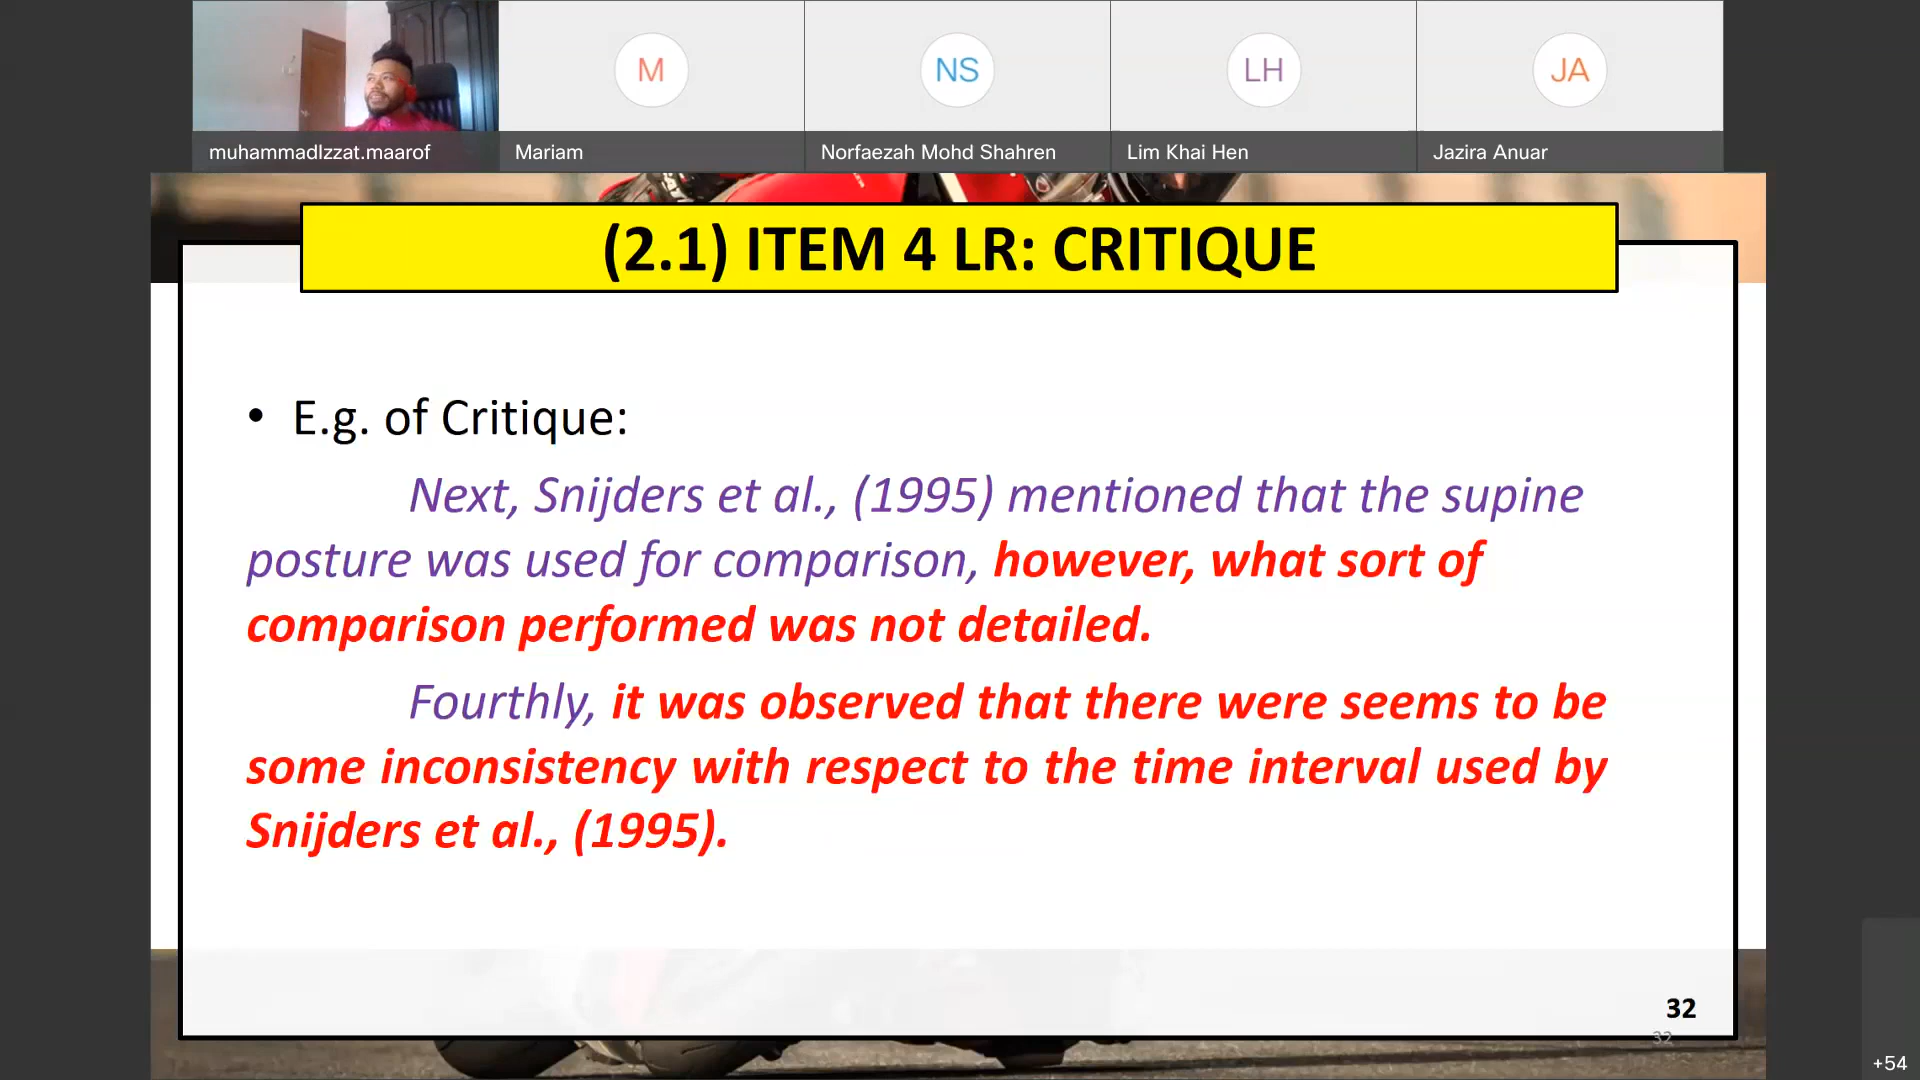 M
NS
LH
JA
muhammadIzzat.maarof
Mariam
Norfaezah Mohd Shahren
Lim Khai Hen
Jazira Anuar
(2.1) ITEM 4 LR: CRITIQUE
• E.g. of Critique:
Next, Snijders et al., (1995) mentioned that the supine
posture was used for comparison, however, what sort of
comparison performed was not detailed.
Fourthly, it was observed that there were seems to be
some inconsistency with respect to the time interval used by
Snijders et al., (1995).
32
32
+54